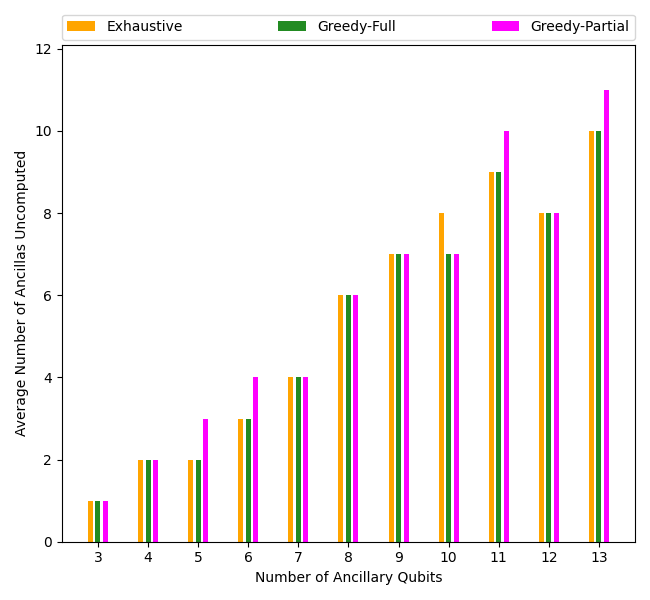 Exhaustive Greedy-Full Greedy-Partial
12
10
8
6
4
2
0
Average Number of Ancillas Uncomputed
3 4 5 6 7 8 9 10 11 12 13
Number of Ancillary Qubits